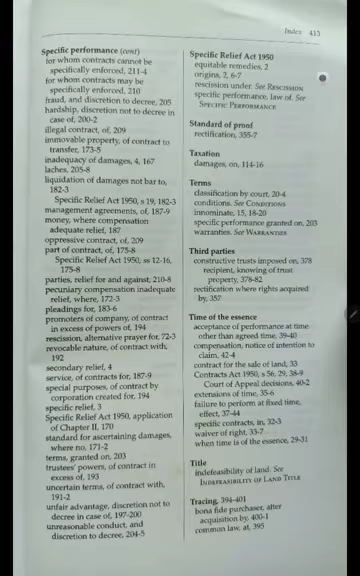 Index 413
Specific performance (cont)
for whom contracts cannot be
specifically enforced, 211-4
for whom contracts may be
specifically enforced, 210
fraud, and discretion to decree, 205
hardship, discretion not to decree in
case of, 200-2
illegal contract, of, 209
immovable property, of contract to
transfer, 173-5
inadequacy of damages, 4, 167
laches, 205-8
liquidation of damages not bar to,
182-3
Specific Relief Act 1950, s 19, 182-3
management agreements, of, 187-9
money, where compensation
adequate relief, 187
oppressive contract, of, 209
part of contract, of, 175-8
Specific Relief Act 1950, ss 12-16,
175-8
parties, relief for and against, 210-8
pecuniary compensation inadequate
relief, where, 172-3
pleadings for, 183-6
promoters of company, of contract
in excess of powers of, 194
rescission, alternative prayer for, 72-3
revocable nature, of contract with,
192
secondary relief, 4
service, of contracts for, 187-9
special purposes, of contract by
corporation created for, 194
specific relief, 3
Specific Relief Act 1950, application
of Chapter II, 170
standard for ascertaining damages,
where no, 171-2
terms, granted on, 203
trustees' powers, of contract in
excess of, 193
uncertain terms, of contract with,
191-2
unfair advantage, discretion not to
decree in case of, 197-200
unreasonable conduct, and
discretion to decree, 204-5
Specific Relief Act 1950
equitable remedies, 2
origins, 2, 6-7
rescission under. See RESCISSION
specific performance, law of. See
SPECIFIC PERFORMANCE
Standard of proof
rectification, 355-7
Taxation
damages, on, 114-16
Terms
classification by court, 20-4
conditions. See CONDITIONS
innominate, 15, 18-20
specific performance granted on, 203
warranties. See WARRANTIES
Third parties
constructive trusts imposed on, 378
recipient, knowing of trust
property, 378-82
rectification where rights acquired
by, 357
Time of the essence
acceptance of performance at time
other than agreed time, 39-40
compensation, notice of intention to
claim, 42-4
contract for the sale of land, 33
Contracts Act 1950, s 56, 29, 38-9
Court of Appeal decisions, 40-2
extensions of time, 35-6
failure to perform at fixed time,
effect, 37-44
specific contracts, in, 32-3
waiver of right, 33-7
when time is of the essence, 29-31
Title
indefeasibility of land. See
INDEFEASIBILITY OF LAND TITLE
Tracing, 394-401
bona fide purchaser, after
acquisition by, 400-1
common law, at, 395